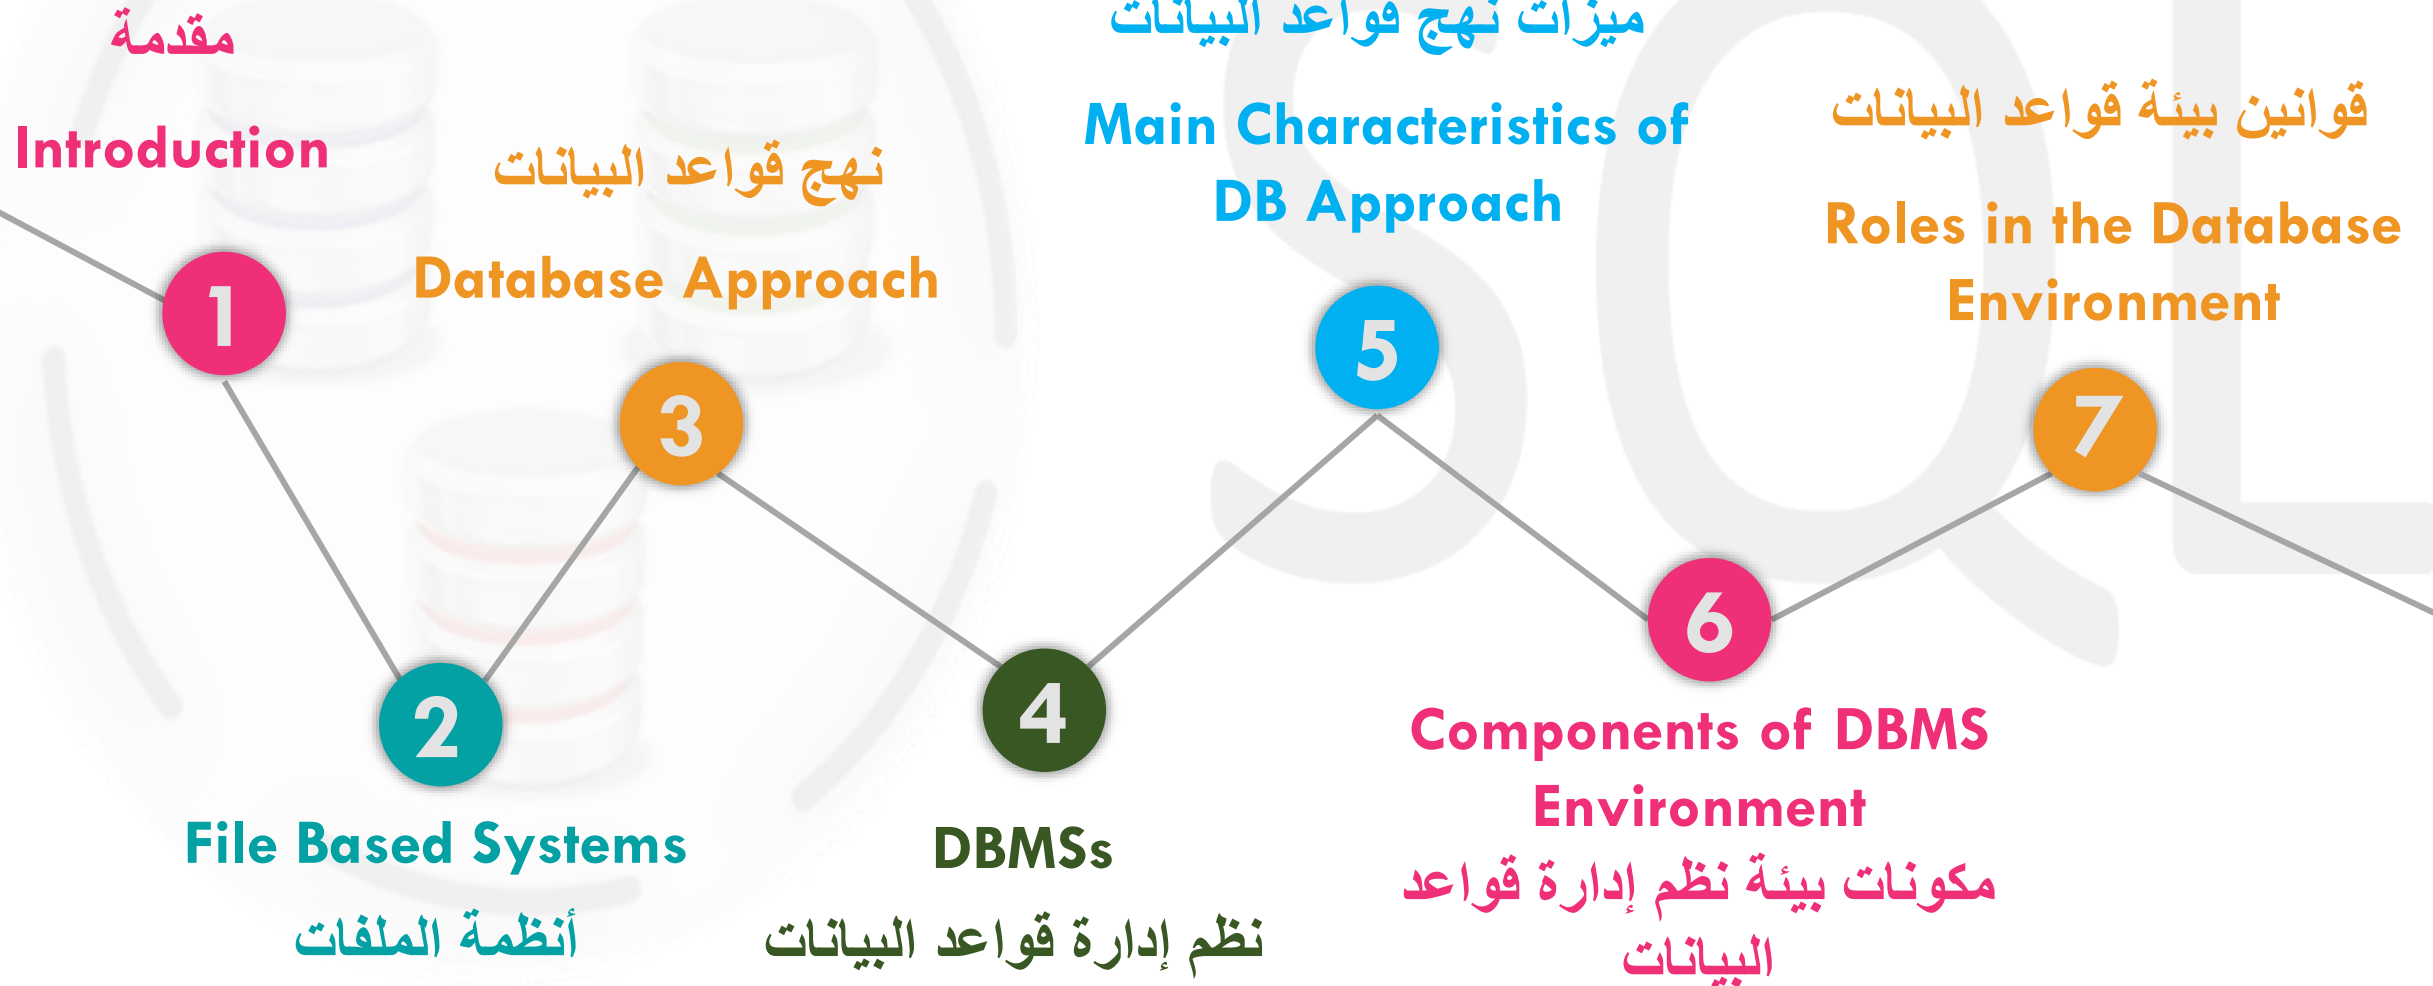 مقدمة
Introduction
1
2
File Based Systems
أنظمة الملفات
نهج قواعد البيانات
Database Approach
3
4
DBMSs
نظم إدارة قواعد البيانات
ميزات نهج قواعد البيانات
Main Characteristics of
DB Approach
5
6
Components of DBMS
Environment
مكونات بيئة نظم إدارة قواعد
البيانات
قوانين بيئة قواعد البيانات
Roles in the Database
Environment
7
SQL